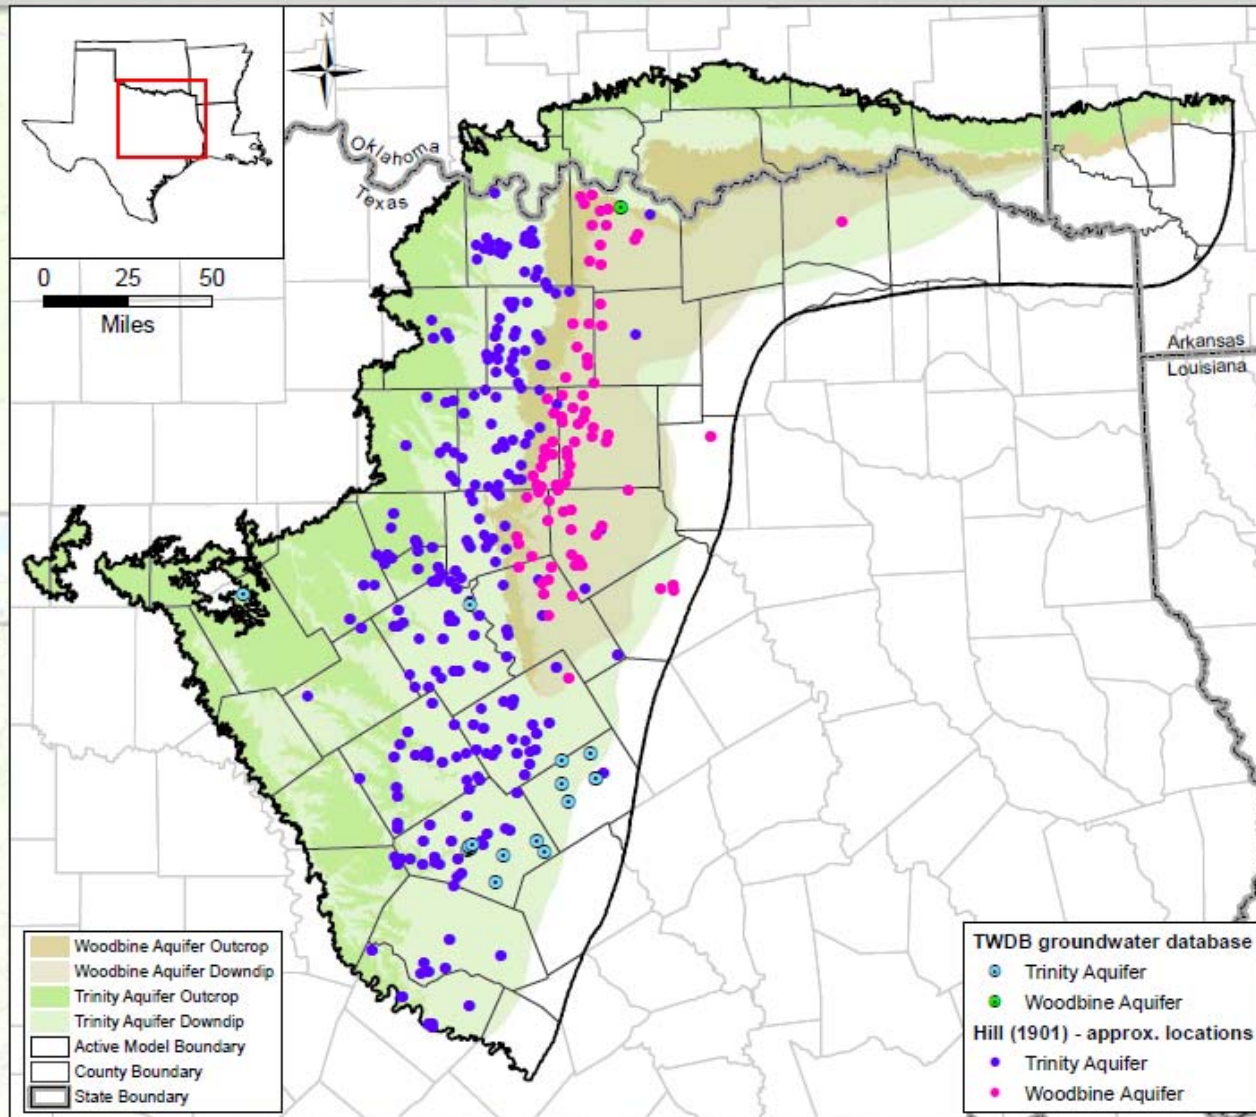 N
Oklahoma
Texas
0 25 50
Miles
Arkansas
Louisiana
Woodbine Aquifer Outcrop
Woodbine Aquifer Downdip
Trinity Aquifer Outcrop
Trinity Aquifer Downdip
Active Model Boundary
County Boundary
State Boundary
TWDB groundwater database
Trinity Aquifer
Woodbine Aquifer
Hill (1901) - approx. locations
Trinity Aquifer
Woodbine Aquifer